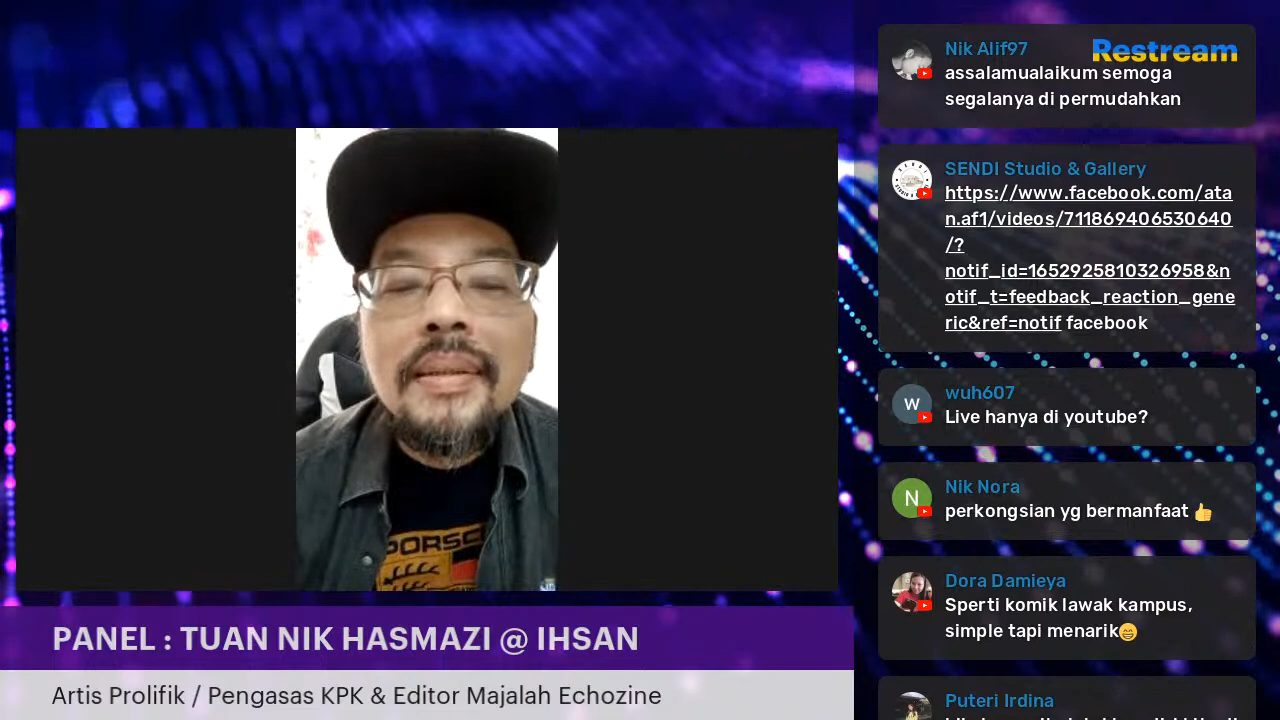 PORSC
PANEL : TUAN NIK HASMAZI @ IHSAN
Artis Prolifik / Pengasas KPK & Editor Majalah Echozine
Restream
Nik Alif97
assalamualaikum semoga
segalanya di permudahkan
SENDI Studio & Gallery
https://www.facebook.com/ata
n.af1/videos/711869406530640
/?
notif_id=1652925810326958&n
otif_t=feedback_reaction_gene
ric&ref=notif facebook
W
wuh607
Live hanya di youtube?
N
Nik Nora
perkongsian yg bermanfaat 👍
Dora Damieya
Sperti komik lawak kampus,
simple tapi menarik😁
Puteri Irdina